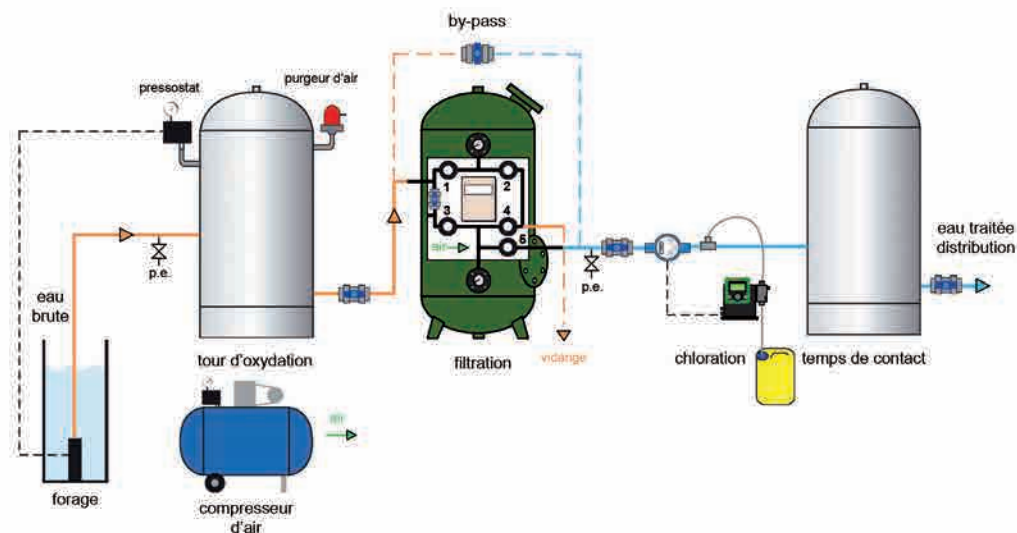 by-pass
pressostat
purgeur d'air
1
2
3
4
air
5
p.e.
p.e.
eau
brute
eau traitée
distribution
tour d'oxydation
filtration
vidange
chloration
temps de contact
air
forage
compresseur
d'air